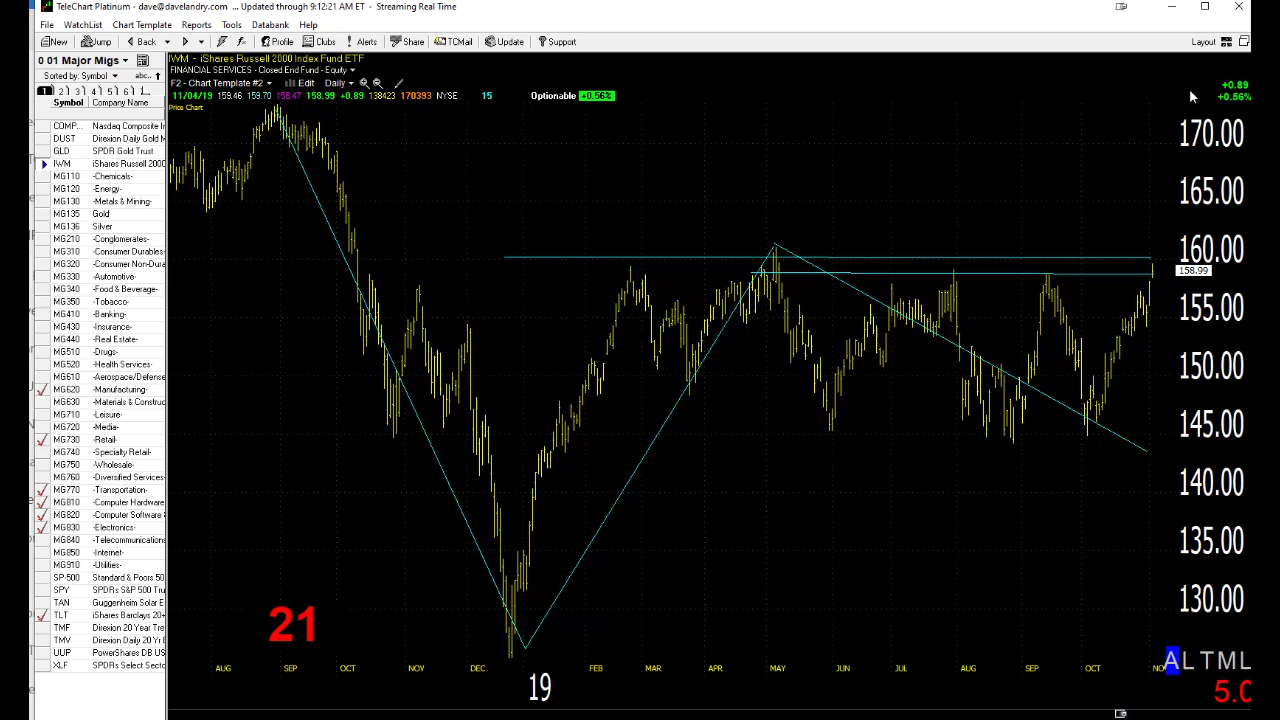 TeleChart Platinum - dave@davelandry.com ... Updated through 9:12:21 AM ET - Streaming Real Time
File WatchList Chart Template Reports Tools Databank Help
New Jump Back Profile Clubs Alerts Share TCMail Update Support Layout
0 01 Major Migs
Sorted by: Symbol abc..
1 2 3 4 5 6
Symbol Company Name
COMP... Nasdaq Composite In
DUST Direxion Daily Gold M
GLD SPDR Gold Trust
IWM iShares Russell 2000
MG110 -Chemicals-
MG120 -Energy-
MG130 -Metals & Mining-
MG135 Gold
MG136 Silver
MG210 -Conglomerates-
MG310 -Consumer Durables-
MG320 -Consumer Non-Dura
MG330 -Automotive-
MG340 -Food & Beverage-
MG350 -Tobacco-
MG410 -Banking-
MG430 -Insurance-
MG440 -Real Estate-
MG510 -Drugs-
MG520 -Health Services-
MG610 -Aerospace/Defense
MG620 -Manufacturing-
MG630 -Materials & Construc
MG710 -Leisure-
MG720 -Media-
MG730 -Retail-
MG740 -Specialty Retail-
MG750 -Wholesale-
MG760 -Diversified Services-
MG770 -Transportation-
MG810 -Computer Hardware
MG820 -Computer Software &
MG830 -Electronics-
MG840 -Telecommunications
MG850 -Internet-
MG910 -Utilities-
SP-500 Standard & Poors 50
SPY SPDRs S&P 500 Tru
TAN Guggenheim Solar E
TLT iShares Barclays 20+
TMF Direxion Daily 20 Yr
TMV Direxion Daily 20 Yr B
UUP PowerShares DB US
XLF SPDRs Select Secto
IWM - iShares Russell 2000 Index Fund ETF
FINANCIAL SERVICES - Closed End Fund - Equity
F2 - Chart Template #2 Edit Daily
11/04/19 159.46 159.70 158.47 158.99 +0.89 138423 170393 NYSE 15 Optionable +0.56%
Price Chart
+0.89
+0.56%
170.00
165.00
160.00
158.99
155.00
150.00
145.00
140.00
135.00
130.00
21
AUG SEP OCT NOV DEC FEB MAR APR MAY JUN JUL AUG SEP OCT NO
19
ALTML
5.0